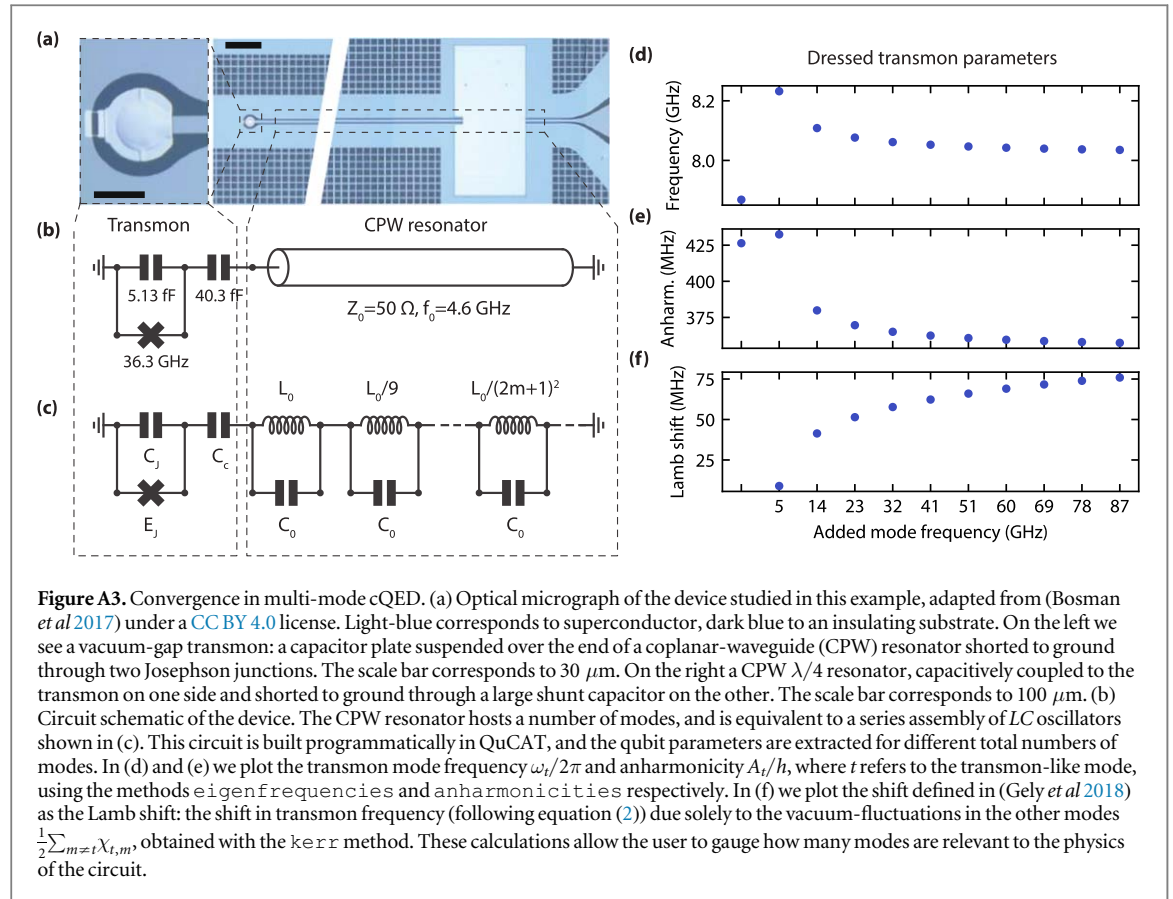 (a)
Transmon
CPW resonator
(b)
5.13 fF
40.3 fF
36.3 GHz
Z₀=50 Ω, f₀=4.6 GHz
(c)
L₀
L₀/9
L₀/(2m+1)²
C_J
C_c
E_J
C₀
C₀
C₀
(d)
Dressed transmon parameters
Frequency (GHz)
8.2
8.0
(e)
Anharm. (MHz)
425
400
375
(f)
Lamb shift (MHz)
75
50
25
5 14 23 32 41 51 60 69 78 87
Added mode frequency (GHz)
Figure A3. Convergence in multi-mode cQED. (a) Optical micrograph of the device studied in this example, adapted from (Bosman
et al 2017) under a CC BY 4.0 license. Light-blue corresponds to superconductor, dark blue to an insulating substrate. On the left we
see a vacuum-gap transmon: a capacitor plate suspended over the end of a coplanar-waveguide (CPW) resonator shorted to ground
through two Josephson junctions. The scale bar corresponds to 30 μm. On the right a CPW λ/4 resonator, capacitively coupled to the
transmon on one side and shorted to ground through a large shunt capacitor on the other. The scale bar corresponds to 100 μm. (b)
Circuit schematic of the device. The CPW resonator hosts a number of modes, and is equivalent to a series assembly of LC oscillators
shown in (c). This circuit is built programmatically in QuCAT, and the qubit parameters are extracted for different total numbers of
modes. In (d) and (e) we plot the transmon mode frequency ω_t/2π and anharmonicity A_t/h, where t refers to the transmon-like mode,
using the methods eigenfrequencies and anharmonicities respectively. In (f) we plot the shift defined in (Gely et al 2018)
as the Lamb shift: the shift in transmon frequency (following equation (2)) due solely to the vacuum-fluctuations in the other modes
½∑_{m≠t}χ_{t,m}, obtained with the kerr method. These calculations allow the user to gauge how many modes are relevant to the physics
of the circuit.